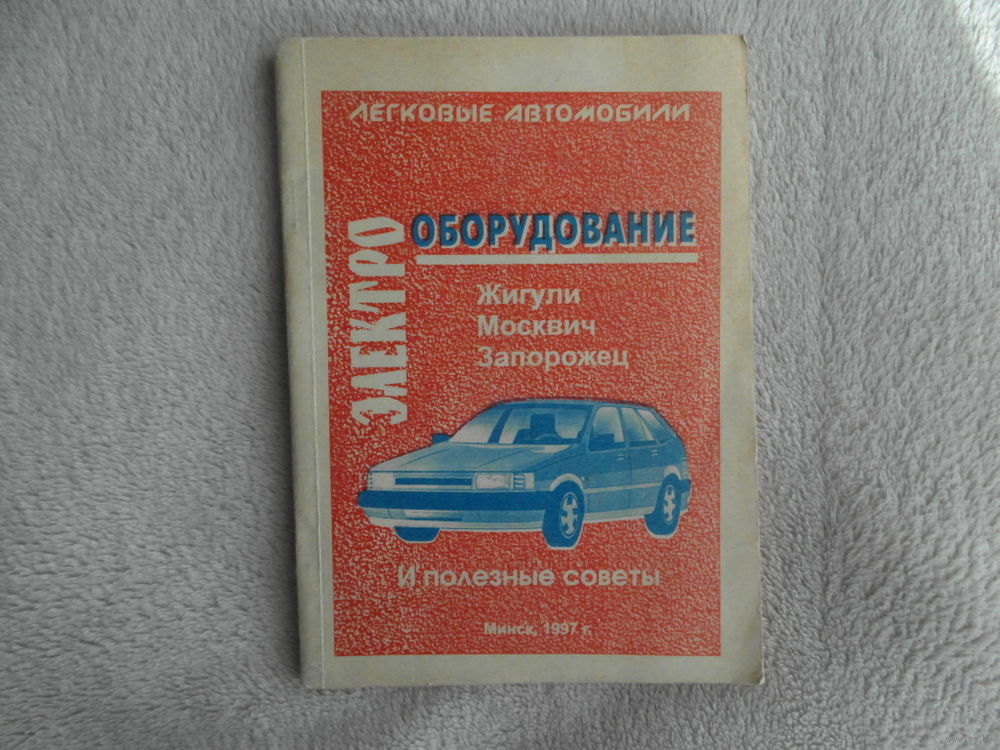 ЛЕГКОВЫЕ АВТОМОБИЛИ
ЭЛЕКТРО
ОБОРУДОВАНИЕ
Жигули
Москвич
Запорожец
И полезные советы
Минск, 1997 г.